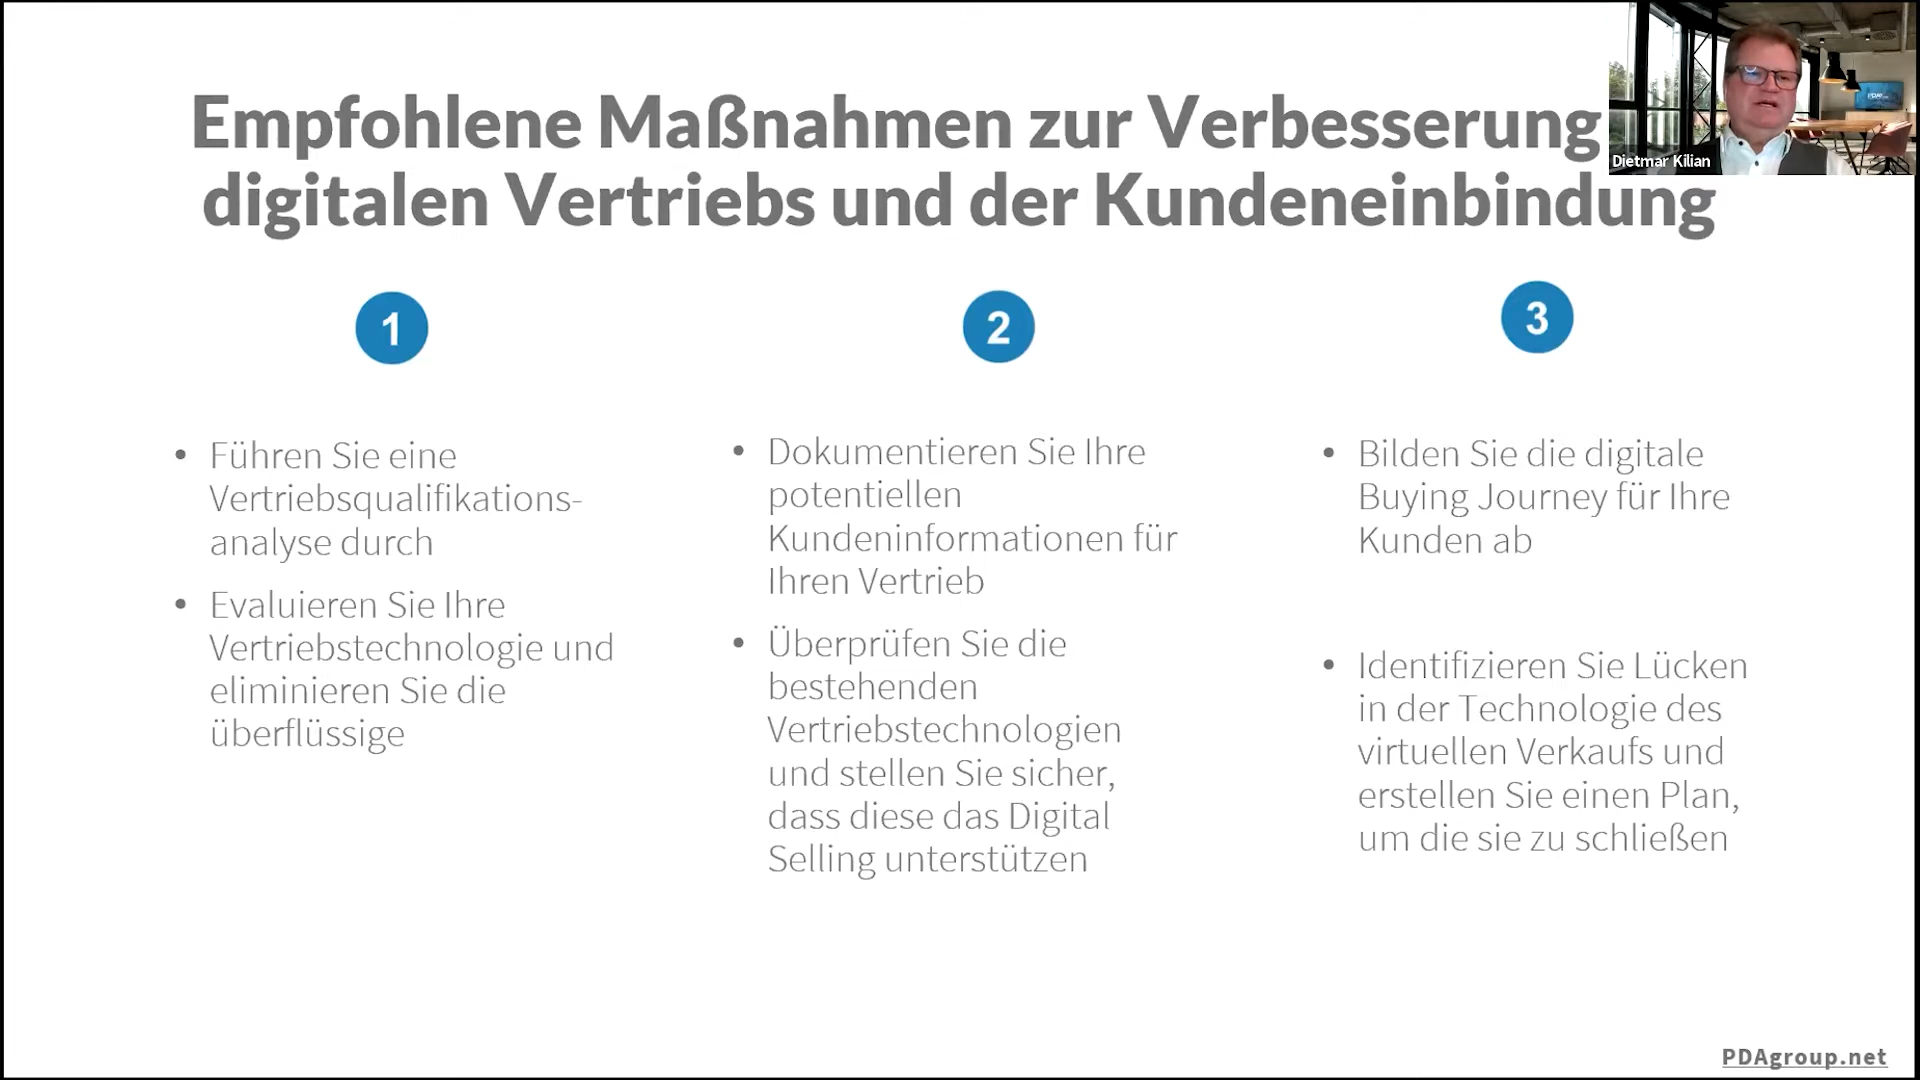 Empfohlene Maßnahmen zur Verbesserung
digitalen Vertriebs und der Kundeneinbindung
Dietmar Kilian
1
• Führen Sie eine
Vertriebsqualifikations-
analyse durch
• Evaluieren Sie Ihre
Vertriebstechnologie und
eliminieren Sie die
überflüssige
2
• Dokumentieren Sie Ihre
potentiellen
Kundeninformationen für
Ihren Vertrieb
• Überprüfen Sie die
bestehenden
Vertriebstechnologien
und stellen Sie sicher,
dass diese das Digital
Selling unterstützen
3
• Bilden Sie die digitale
Buying Journey für Ihre
Kunden ab
• Identifizieren Sie Lücken
in der Technologie des
virtuellen Verkaufs und
erstellen Sie einen Plan,
um die sie zu schließen
PDAgroup.net